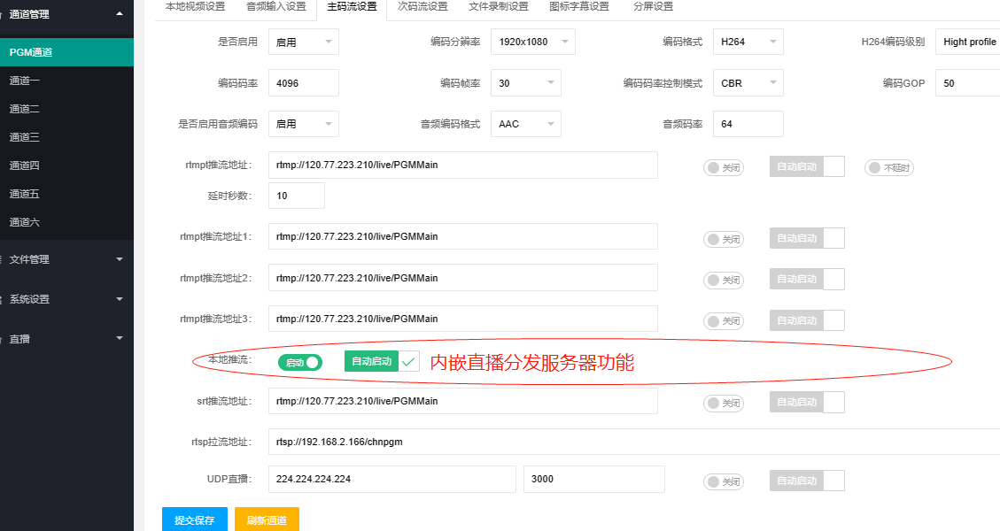 通道管理
PGM通道
通道一
通道二
通道三
通道四
通道五
通道六
文件管理
系统设置
直播
本地视频设置 音频输入设置 主码流设置 次码流设置 文件录制设置 图标字幕设置 分屏设置
是否启用 启用 编码分辨率 1920x1080 编码格式 H264 H264编码级别 Hight profile
编码码率 4096 编码帧率 30 编码码率控制模式 CBR 编码GOP 50
是否启用音频编码 启用 音频编码格式 AAC 音频码率 64
rtmpt推流地址: rtmp://120.77.223.210/live/PGMMain 关闭 自动启动 不延时
延时秒数: 10
rtmpt推流地址1: rtmp://120.77.223.210/live/PGMMain 关闭 自动启动
rtmpt推流地址2: rtmp://120.77.223.210/live/PGMMain 关闭 自动启动
rtmpt推流地址3: rtmp://120.77.223.210/live/PGMMain 关闭 自动启动
本地推流: 启动 自动启动 内嵌直播分发服务器功能
srt推流地址: rtmp://120.77.223.210/live/PGMMain 关闭 自动启动
rtsp拉流地址: rtsp://192.168.2.166/chnpgm
UDP直播: 224.224.224.224 3000 关闭 自动启动
提交保存 刷新通道